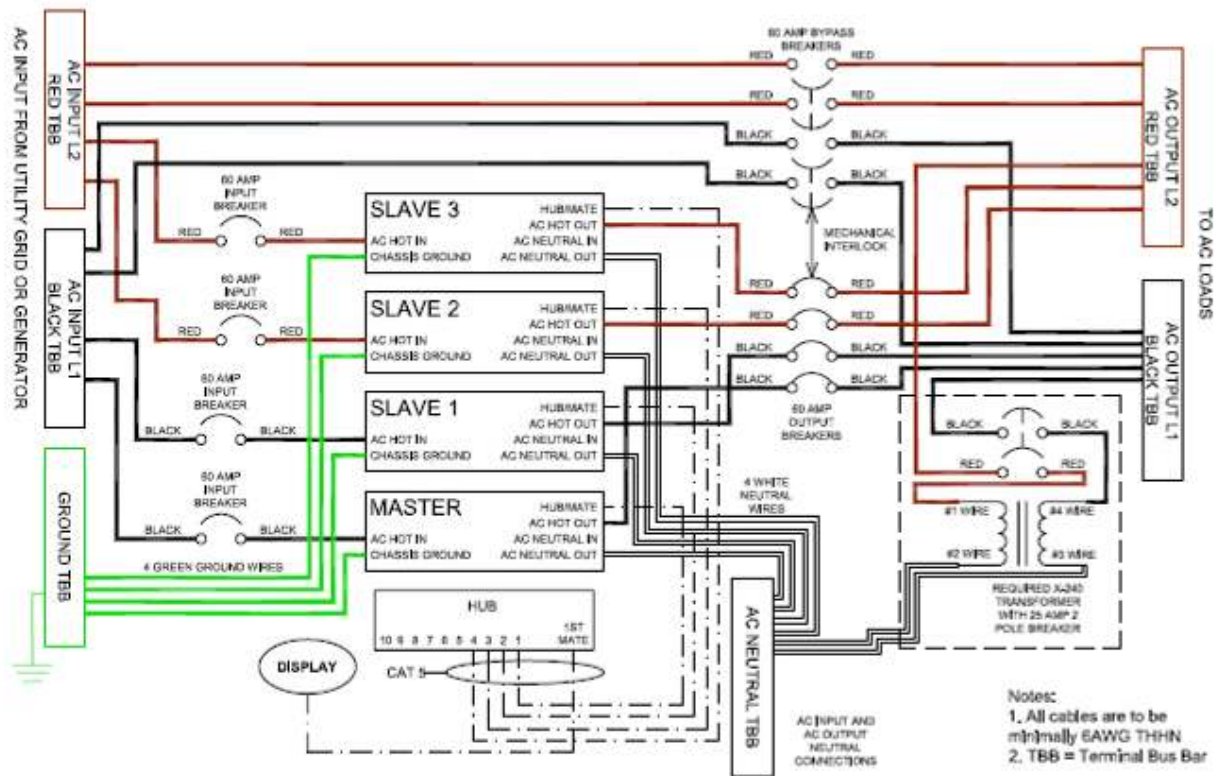 AC INPUT FROM UTILITY GRID OR GENERATOR
AC INPUT L2
RED TBB
AC INPUT L1
BLACK TBB
GROUND TBB
60 AMP BYPASS
BREAKERS
RED
RED
RED
RED
BLACK
BLACK
BLACK
BLACK
MECHANICAL
INTERLOCK
AC OUTPUT L2
RED TBB
TO AC LOADS
AC OUTPUT L1
BLACK TBB
60 AMP
INPUT
BREAKER
RED
RED
SLAVE 3
HUB/MATE
AC HOT OUT
AC HOT IN
AC NEUTRAL IN
CHASSIS GROUND
AC NEUTRAL OUT
60 AMP
INPUT
BREAKER
RED
RED
SLAVE 2
HUB/MATE
AC HOT OUT
AC HOT IN
AC NEUTRAL IN
CHASSIS GROUND
AC NEUTRAL OUT
60 AMP
INPUT
BREAKER
BLACK
BLACK
SLAVE 1
HUB/MATE
AC HOT OUT
AC HOT IN
AC NEUTRAL IN
CHASSIS GROUND
AC NEUTRAL OUT
60 AMP
INPUT
BREAKER
BLACK
BLACK
MASTER
HUB/MATE
AC HOT OUT
AC HOT IN
AC NEUTRAL IN
CHASSIS GROUND
AC NEUTRAL OUT
RED
RED
RED
RED
BLACK
BLACK
BLACK
BLACK
60 AMP
OUTPUT
BREAKERS
4 WHITE
NEUTRAL
WIRES
BLACK
BLACK
RED
RED
#1 WIRE
#4 WIRE
#2 WIRE
#3 WIRE
REQUIRED X-240
TRANSFORMER
WITH 25 AMP 2
POLE BREAKER
4 GREEN GROUND WIRES
HUB
1ST
10 9 8 7 6 5 4 3 2 1 MATE
CAT 5
DISPLAY
AC NEUTRAL TBB
AC INPUT AND
AC OUTPUT
NEUTRAL
CONNECTIONS
Notes:
1. All cables are to be
minimally 6AWG THHN
2. TBB = Terminal Bus Bar